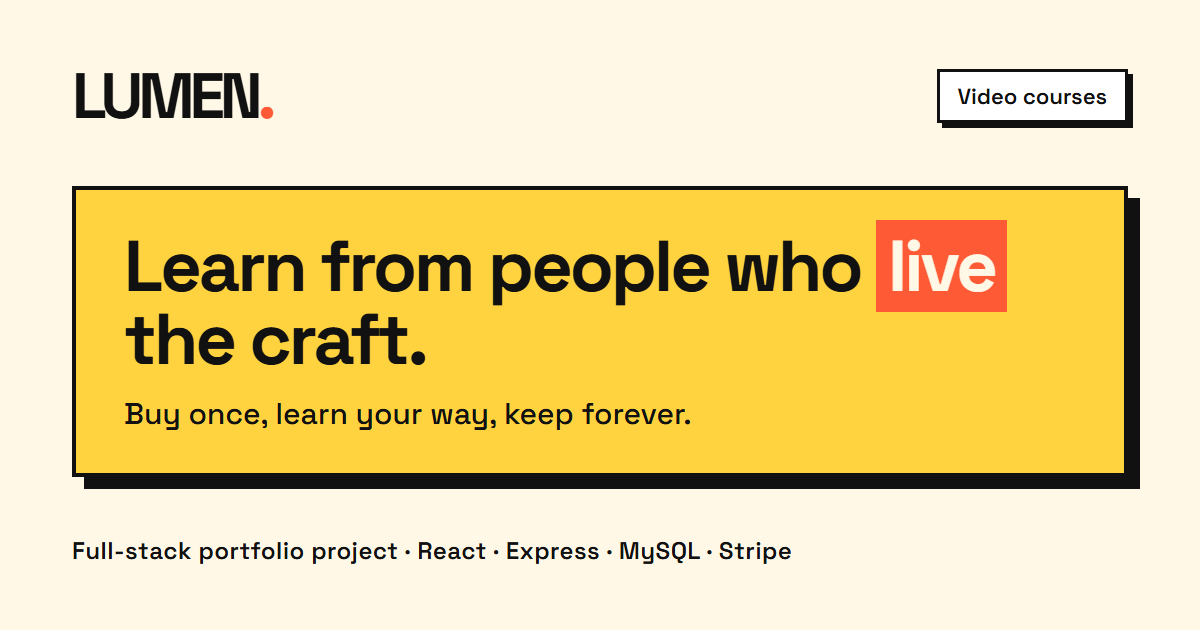 LUMEN.
Video courses
Learn from people who live
the craft.
Buy once, learn your way, keep forever.
Full-stack portfolio project · React · Express · MySQL · Stripe